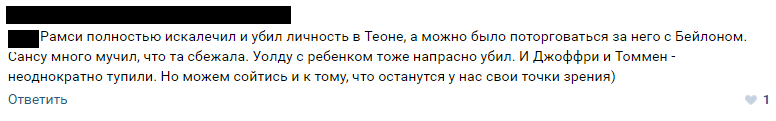 Рамси полностью искалечил и убил личность в Теоне, а можно было поторговаться за него с Бейлоном.
Сансу много мучил, что та сбежала. Уолду с ребенком тоже напрасно убил. И Джоффри и Томмен -
неоднократно тупили. Но можем сойтись и к тому, что останутся у нас свои точки зрения)
Ответить 1